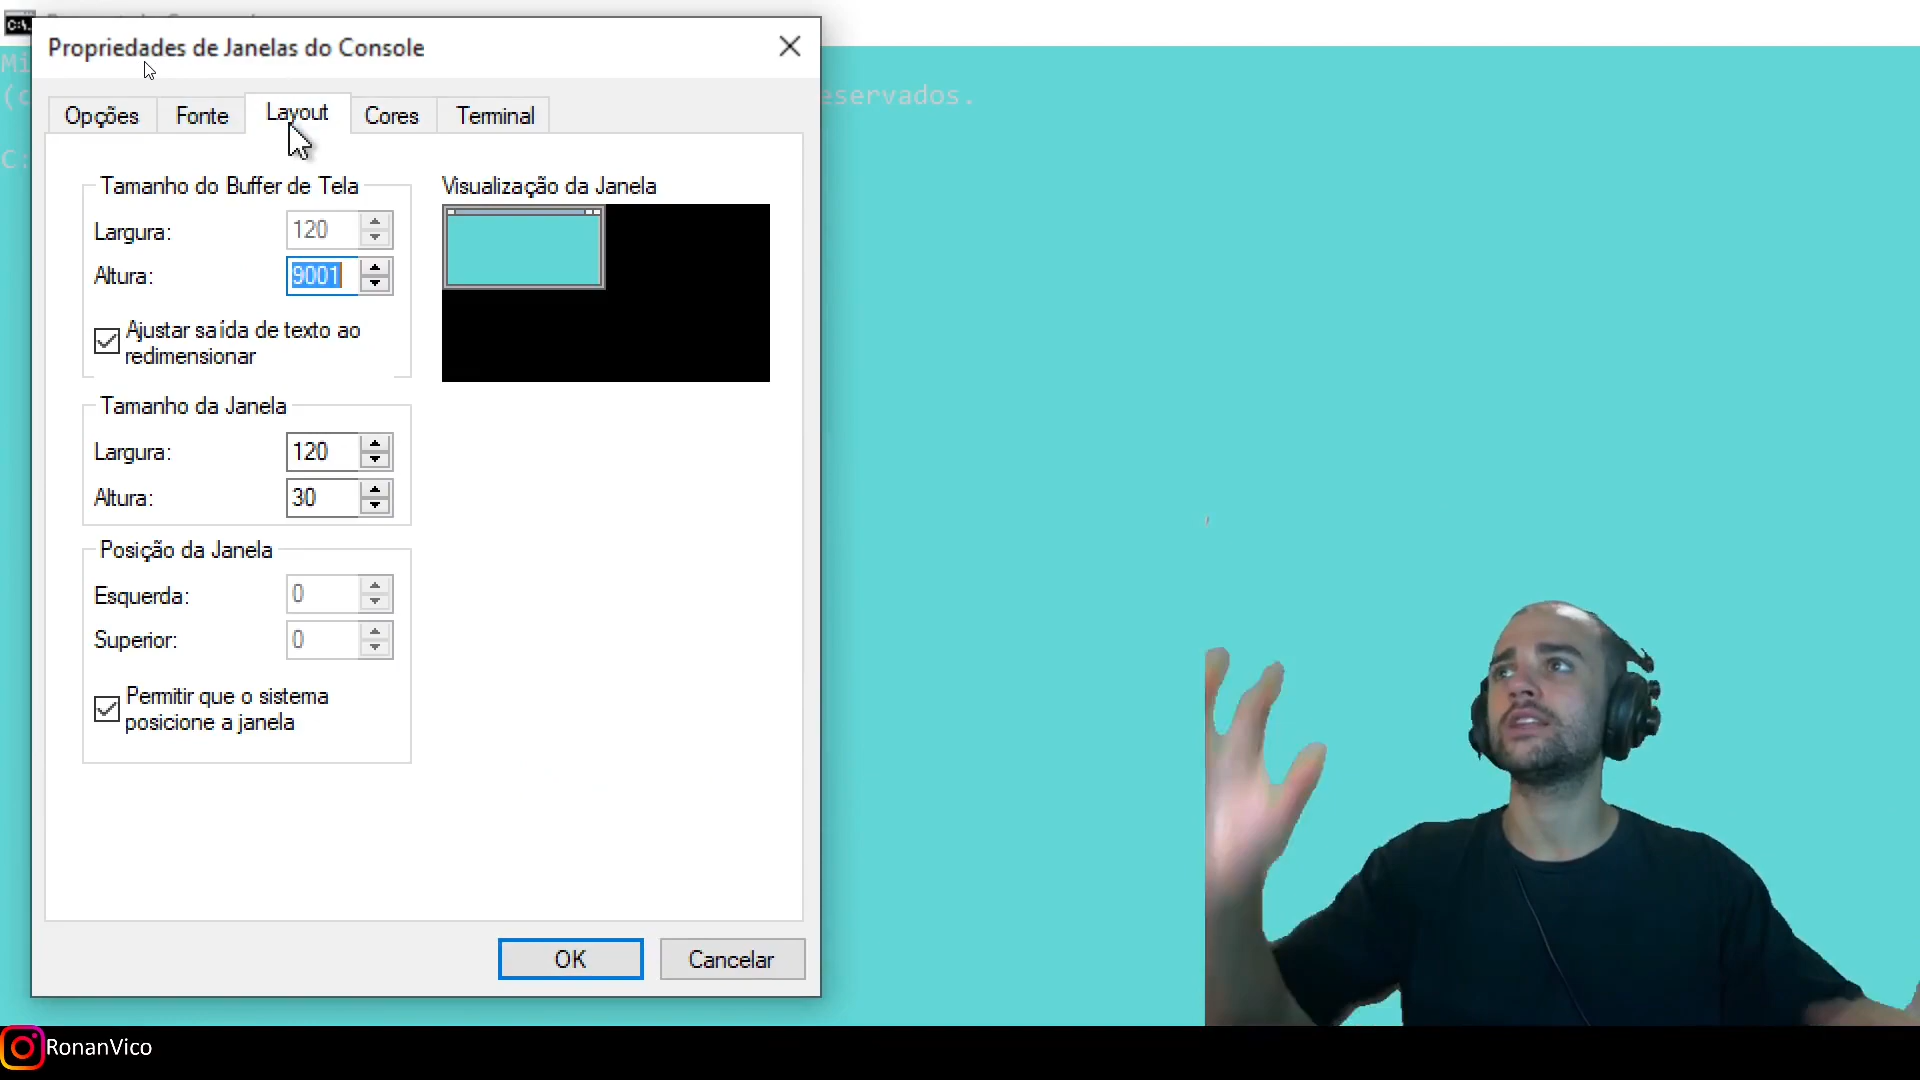 Propriedades de Janelas do Console
Mi
(c
eservados.
C:
Opções Fonte Layout Cores Terminal
Tamanho do Buffer de Tela
Largura: 120
Altura: 9001
Ajustar saída de texto ao
redimensionar
Visualização da Janela
Tamanho da Janela
Largura: 120
Altura: 30
Posição da Janela
Esquerda: 0
Superior: 0
Permitir que o sistema
posicione a janela
OK Cancelar
RonanVico